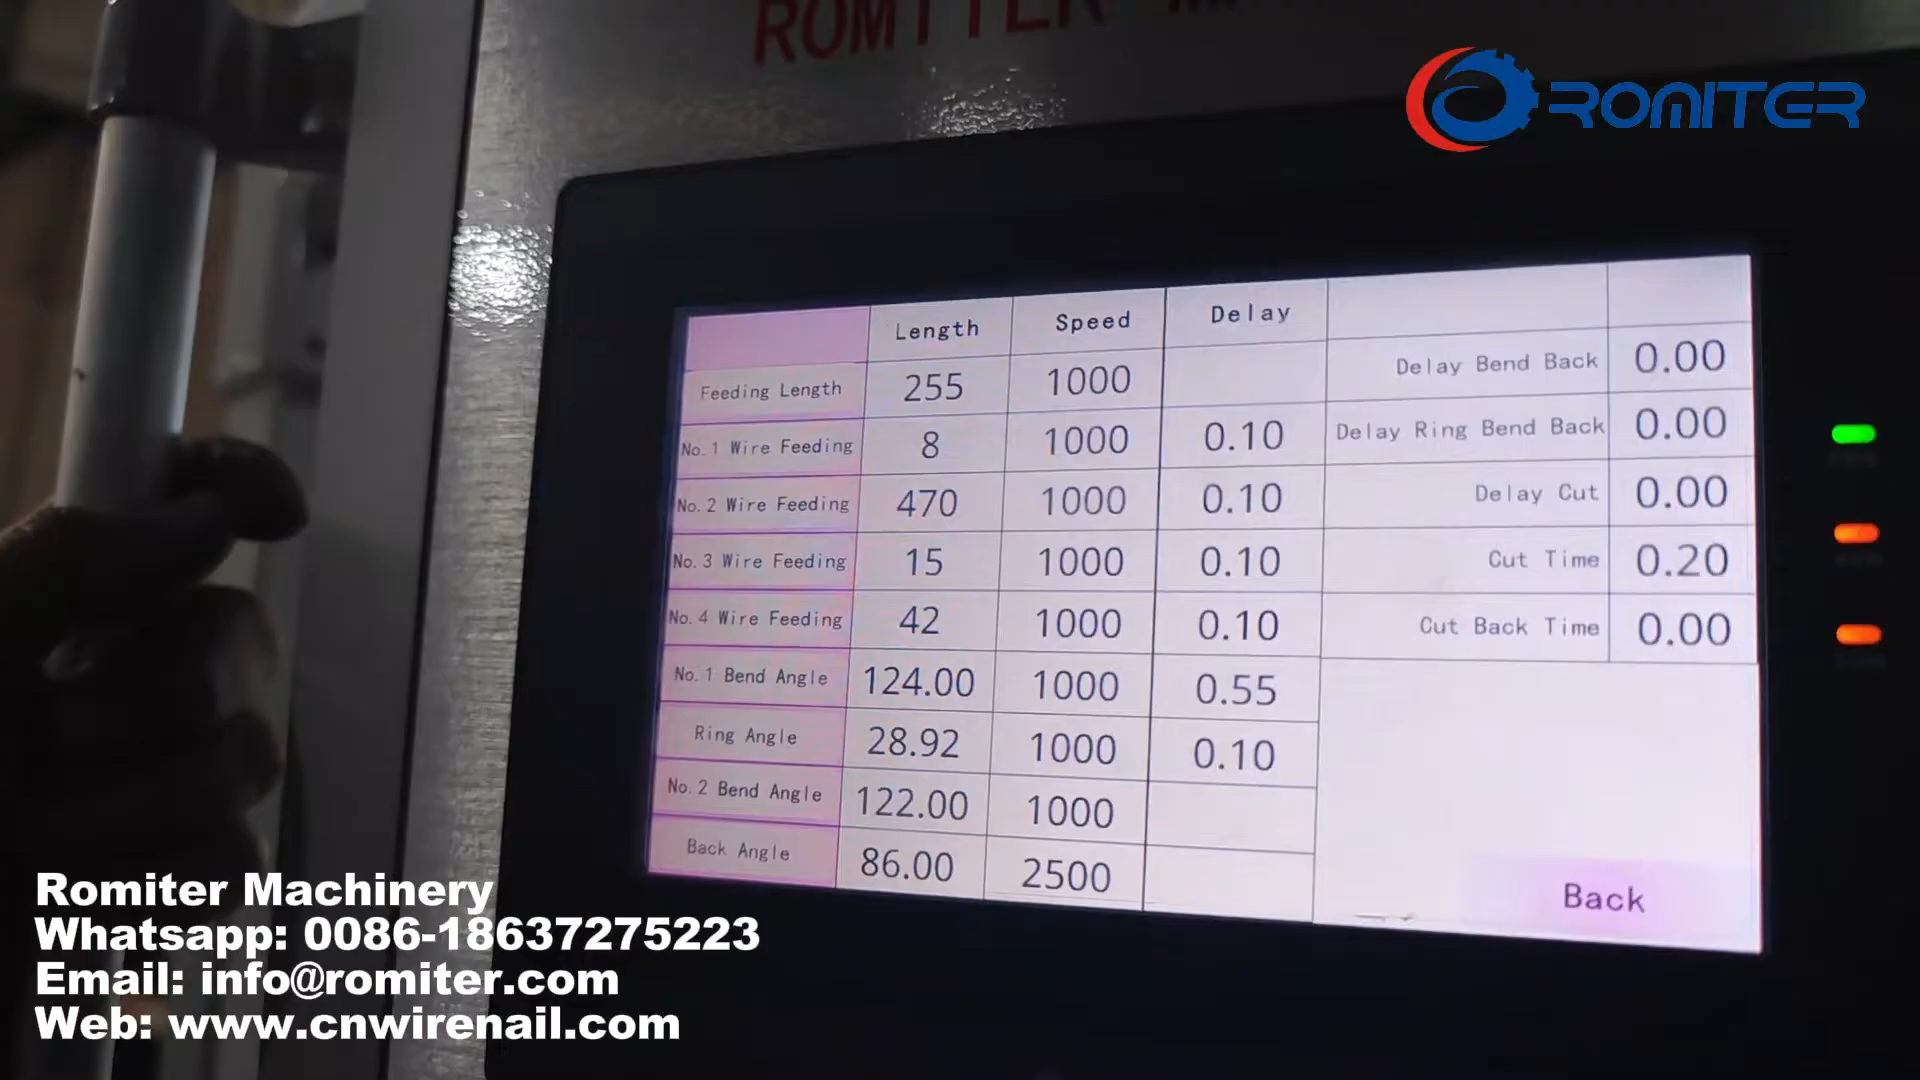 ROMITER
ROMITER
Length Speed Delay
Feeding Length 255 1000
Delay Bend Back 0.00
No.1 Wire Feeding 8 1000 0.10
Delay Ring Bend Back 0.00
No.2 Wire Feeding 470 1000 0.10
Delay Cut 0.00
No.3 Wire Feeding 15 1000 0.10
Cut Time 0.20
No.4 Wire Feeding 42 1000 0.10
Cut Back Time 0.00
No.1 Bend Angle 124.00 1000 0.55
Ring Angle 28.92 1000 0.10
No.2 Bend Angle 122.00 1000
Back Angle 86.00 2500
Back
Romiter Machinery
Whatsapp: 0086-18637275223
Email: info@romiter.com
Web: www.cnwirenail.com